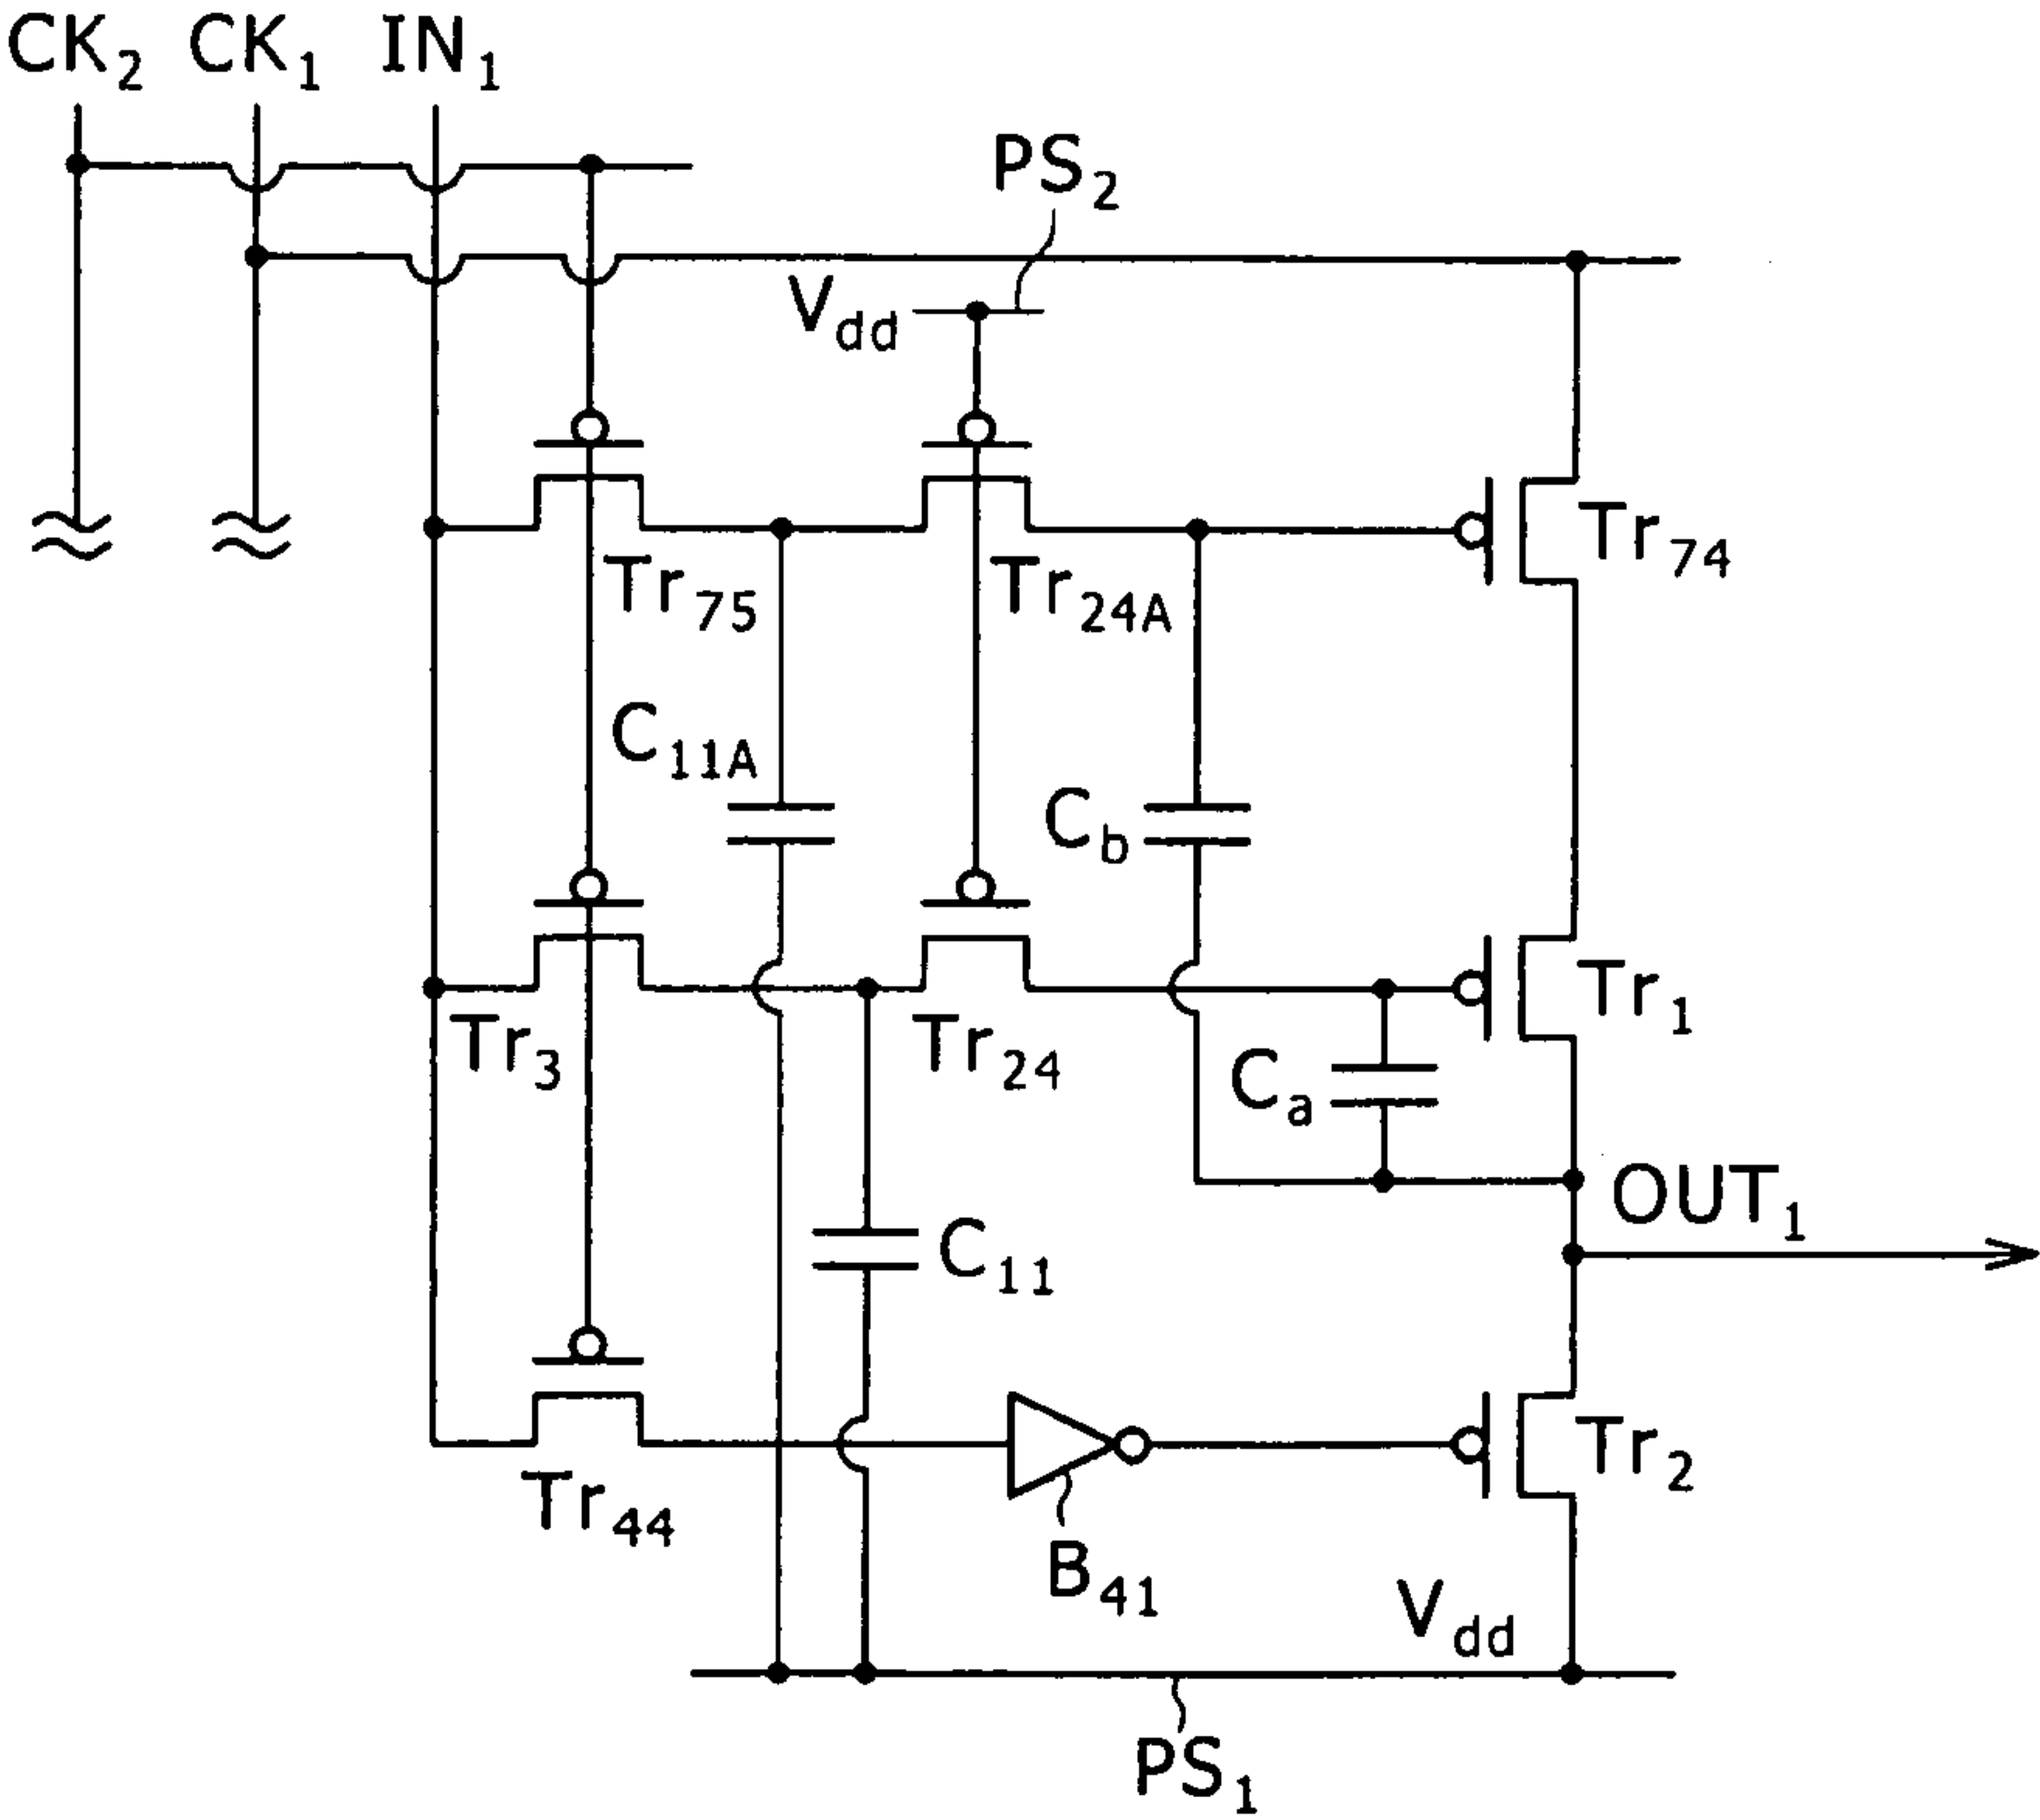 CK₂ CK₁ IN₁
PS₂
Vdd
Tr₇₄
Tr₇₅
Tr₂₄A
C₁₁A
Cb
Tr₃
Tr₂₄
Tr₁
Ca
OUT₁
C₁₁
Tr₄₄
Tr₂
B₄₁
Vdd
PS₁